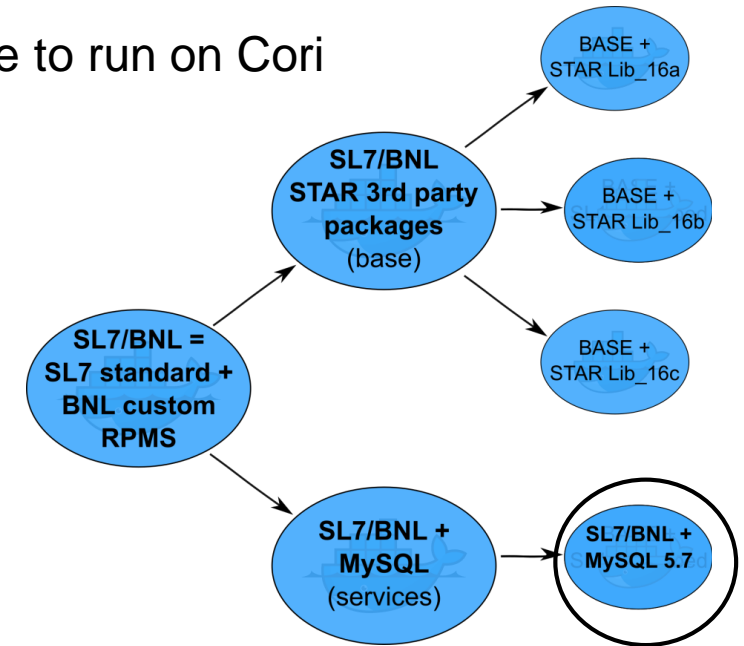 e to run on Cori
BASE +
STAR Lib_16a
SL7/BNL
STAR 3rd party
packages
(base)
BASE +
STAR Lib_16b
SL7/BNL =
SL7 standard +
BNL custom
RPMS
BASE +
STAR Lib_16c
SL7/BNL +
MySQL
(services)
SL7/BNL +
MySQL 5.7